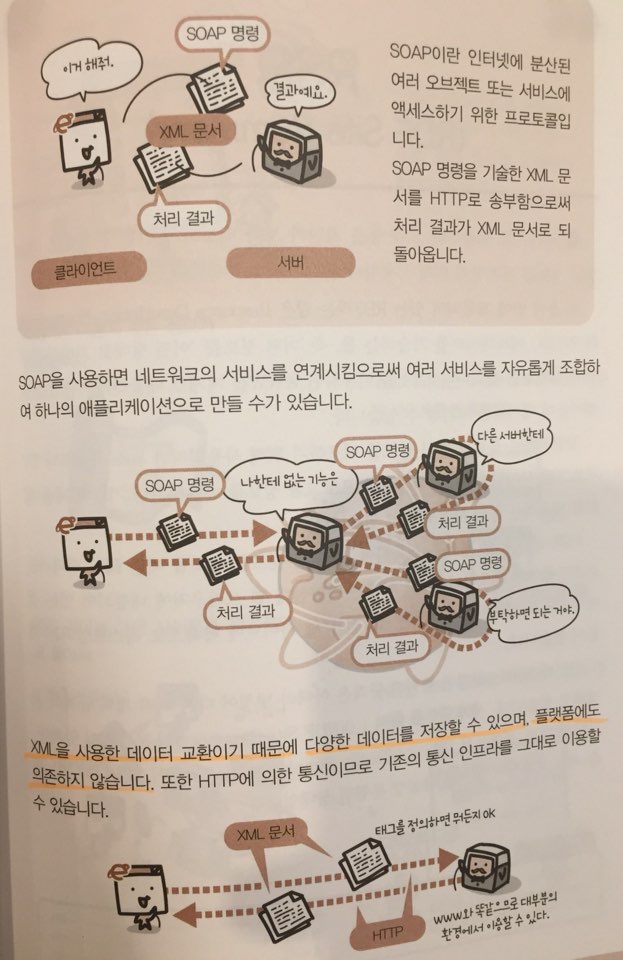 SOAP 명령
이거 해줘.
결과예요.
XML 문서
처리 결과
클라이언트
서버
SOAP이란 인터넷에 분산된
여러 오브젝트 또는 서비스에
액세스하기 위한 프로토콜입
니다.
SOAP 명령을 기술한 XML 문
서를 HTTP로 송부함으로써
처리 결과가 XML 문서로 되
돌아옵니다.
SOAP을 사용하면 네트워크의 서비스를 연계시킴으로써 여러 서비스를 자유롭게 조합하
여 하나의 애플리케이션으로 만들 수가 있습니다.
SOAP 명령
나한테 없는 기능은
SOAP 명령
다른 서버한테
처리 결과
처리 결과
SOAP 명령
처리 결과
부탁하면 되는 거야.
XML을 사용한 데이터 교환이기 때문에 다양한 데이터를 저장할 수 있으며, 플랫폼에도
의존하지 않습니다. 또한 HTTP에 의한 통신이므로 기존의 통신 인프라를 그대로 이용할
수 있습니다.
XML 문서
태그를 정의하면 뭐든지 OK
HTTP
WWW와 똑같으므로 대부분의
환경에서 이용할 수 있다.